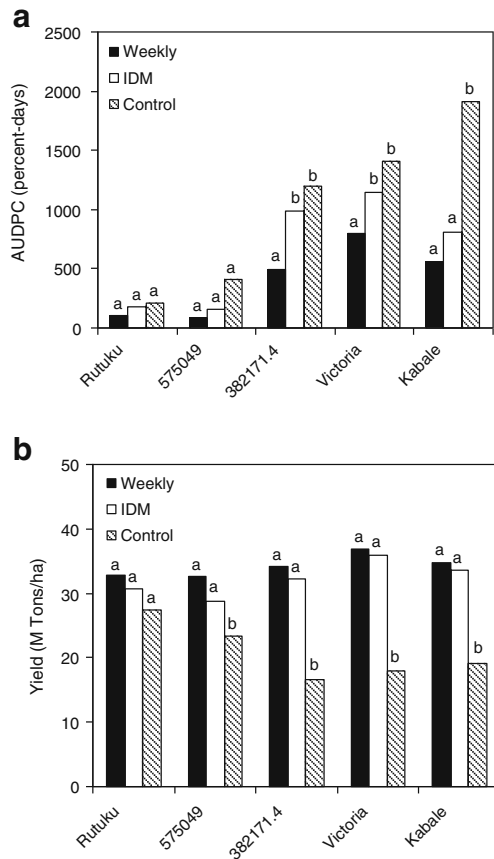 a
2500
2000
1500
1000
500
0
AUDPC (percent-days)
Weekly
IDM
Control
a a a
a a a
a b b
a b b
a a b
Rutuku
575049
382171.4
Victoria
Kabale
b
50
40
30
20
10
0
Yield (M Tons/ha)
Weekly
IDM
Control
a a a
a a b
a a b
a a b
a a b
Rutuku
575049
382171.4
Victoria
Kabale